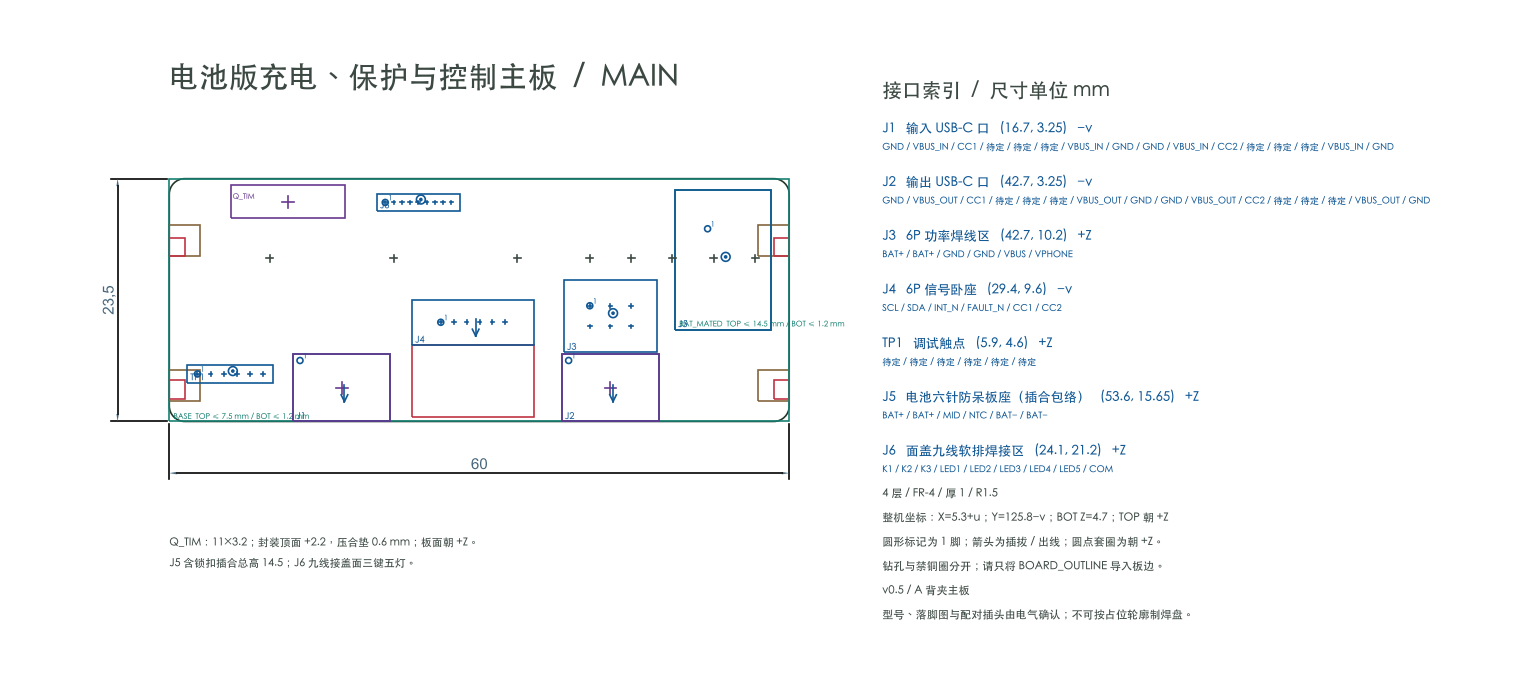 电池版充电、保护与控制主板 / MAIN
Q_TIM
J6
1
23,5
1
1
J5
BAT_MATED TOP ≤ 14.5 mm / BOT ≤ 1.2 mm
1
J4
J3
1
TP1
1
1
BASE TOP ≤ 7.5 mm / BOT ≤ 1.2 mm
J1
J2
60
Q_TIM：11×3.2；封装顶面 +2.2，压合垫 0.6 mm；板面朝 +Z。
J5 含锁扣插合总高 14.5；J6 九线接盖面三键五灯。
接口索引 / 尺寸单位 mm
J1 输入 USB-C 口 (16.7, 3.25) −v
GND / VBUS_IN / CC1 / 待定 / 待定 / 待定 / VBUS_IN / GND / GND / VBUS_IN / CC2 / 待定 / 待定 / 待定 / VBUS_IN / GND
J2 输出 USB-C 口 (42.7, 3.25) −v
GND / VBUS_OUT / CC1 / 待定 / 待定 / 待定 / VBUS_OUT / GND / GND / VBUS_OUT / CC2 / 待定 / 待定 / 待定 / VBUS_OUT / GND
J3 6P 功率焊线区 (42.7, 10.2) +Z
BAT+ / BAT+ / GND / GND / VBUS / VPHONE
J4 6P 信号卧座 (29.4, 9.6) −v
SCL / SDA / INT_N / FAULT_N / CC1 / CC2
TP1 调试触点 (5.9, 4.6) +Z
待定 / 待定 / 待定 / 待定 / 待定 / 待定
J5 电池六针防呆板座（插合包络） (53.6, 15.65) +Z
BAT+ / BAT+ / MID / NTC / BAT− / BAT−
J6 面盖九线软排焊接区 (24.1, 21.2) +Z
K1 / K2 / K3 / LED1 / LED2 / LED3 / LED4 / LED5 / COM
4 层 / FR-4 / 厚 1 / R1.5
整机坐标：X=5.3+u；Y=125.8−v；BOT Z=4.7；TOP 朝 +Z
圆形标记为 1 脚；箭头为插拔 / 出线；圆点套圈为朝 +Z。
钻孔与禁铜圈分开；请只将 BOARD_OUTLINE 导入板边。
v0.5 / A 背夹主板
型号、落脚图与配对插头由电气确认；不可按占位轮廓制焊盘。